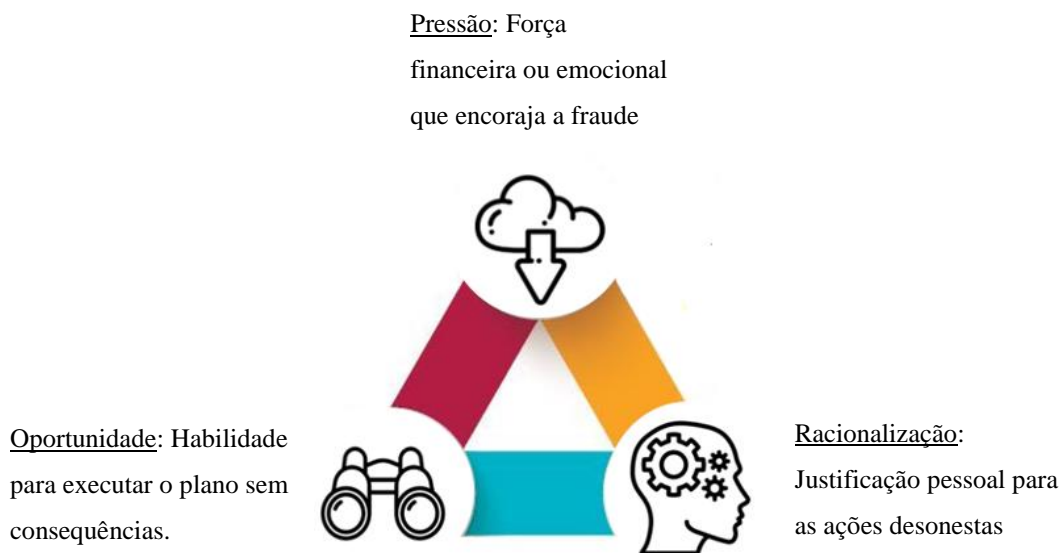 Pressão: Força
financeira ou emocional
que encoraja a fraude
Oportunidade: Habilidade
para executar o plano sem
consequências.
Racionalização:
Justificação pessoal para
as ações desonestas